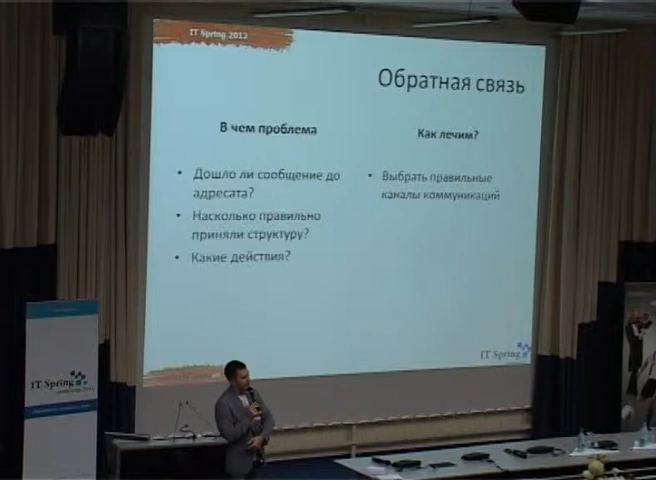 IT Spring 2013
Обратная связь
В чем проблема
• Дошло ли сообщение до
адресата?
• Насколько правильно
приняли структуру?
• Какие действия?
Как лечим?
• Выбрать правильные
каналы коммуникаций
IT Spring
IT Spring